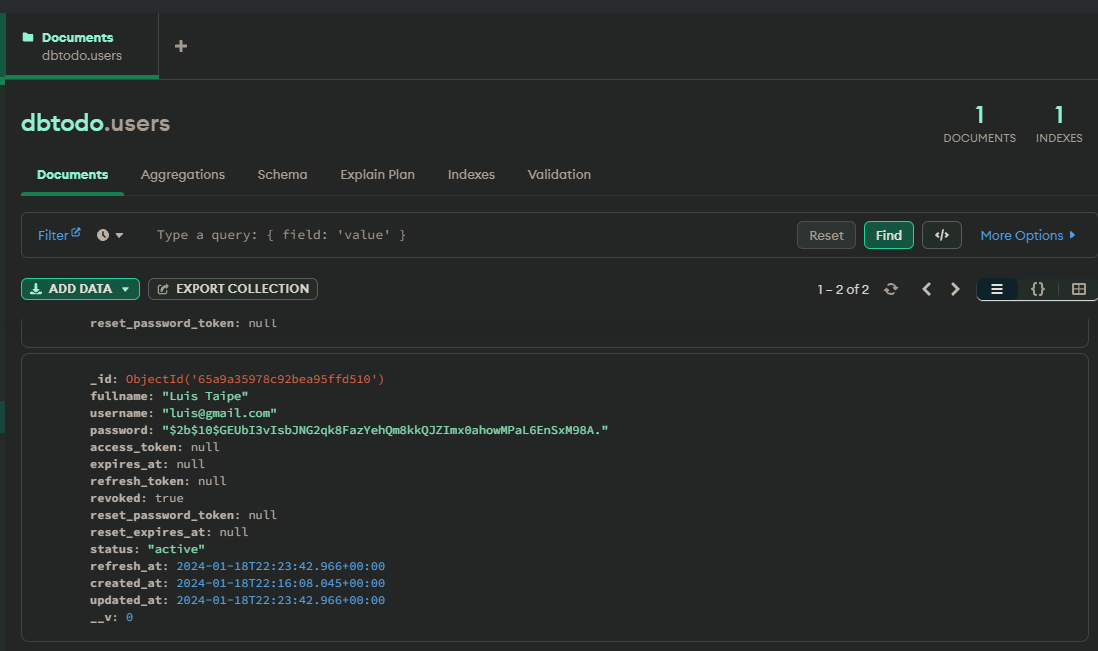 Documents
dbtodo.users
dbtodo.users
1
DOCUMENTS
1
INDEXES
Documents Aggregations Schema Explain Plan Indexes Validation
Filter Type a query: { field: 'value' } Reset Find </> More Options
ADD DATA EXPORT COLLECTION 1 – 2 of 2 {}
reset_password_token: null
_id: ObjectId('65a9a35978c92bea95ffd510')
fullname: "Luis Taipe"
username: "luis@gmail.com"
password: "$2b$10$GEUbI3vIsbJNG2qk8FazYehQm8kkQJZImx0ahowMPaL6EnSxM98A."
access_token: null
expires_at: null
refresh_token: null
revoked: true
reset_password_token: null
reset_expires_at: null
status: "active"
refresh_at: 2024-01-18T22:23:42.966+00:00
created_at: 2024-01-18T22:16:08.045+00:00
updated_at: 2024-01-18T22:23:42.966+00:00
__v: 0